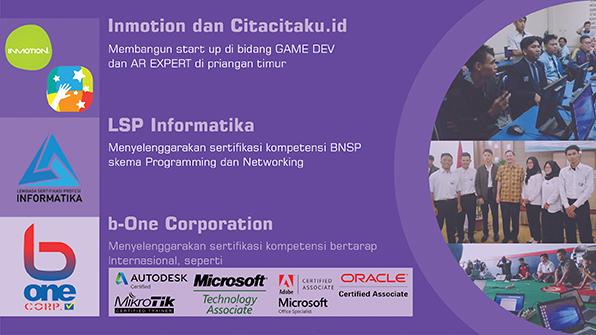 INMOTION
Inmotion dan Citacitaku.id
Membangun start up di bidang GAME DEV
dan AR EXPERT di priangan timur
LEMBAGA SERTIFIKASI PROFESI
INFORMATIKA
LSP Informatika
Menyelenggarakan sertifikasi kompetensi BNSP
skema Programming dan Networking
b one
CORP.
b-One Corporation
Menyelenggarakan sertifikasi kompetensi bertarap
Internasional, seperti
AUTODESK
Certified
MikroTik
CERTIFIED TRAINER
Microsoft
Technology
Associate
Adobe
CERTIFIED
ASSOCIATE
Microsoft
Office Specialist
ORACLE
Certified Associate